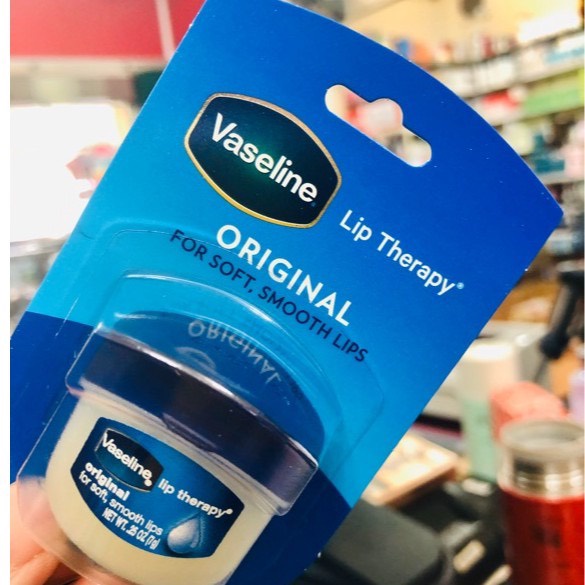 Vaseline®
Lip Therapy®
ORIGINAL
FOR SOFT, SMOOTH LIPS
ORIGINAL
Vaseline®
lip therapy®
original
for soft, smooth lips
NET WT. .25 OZ (7g)